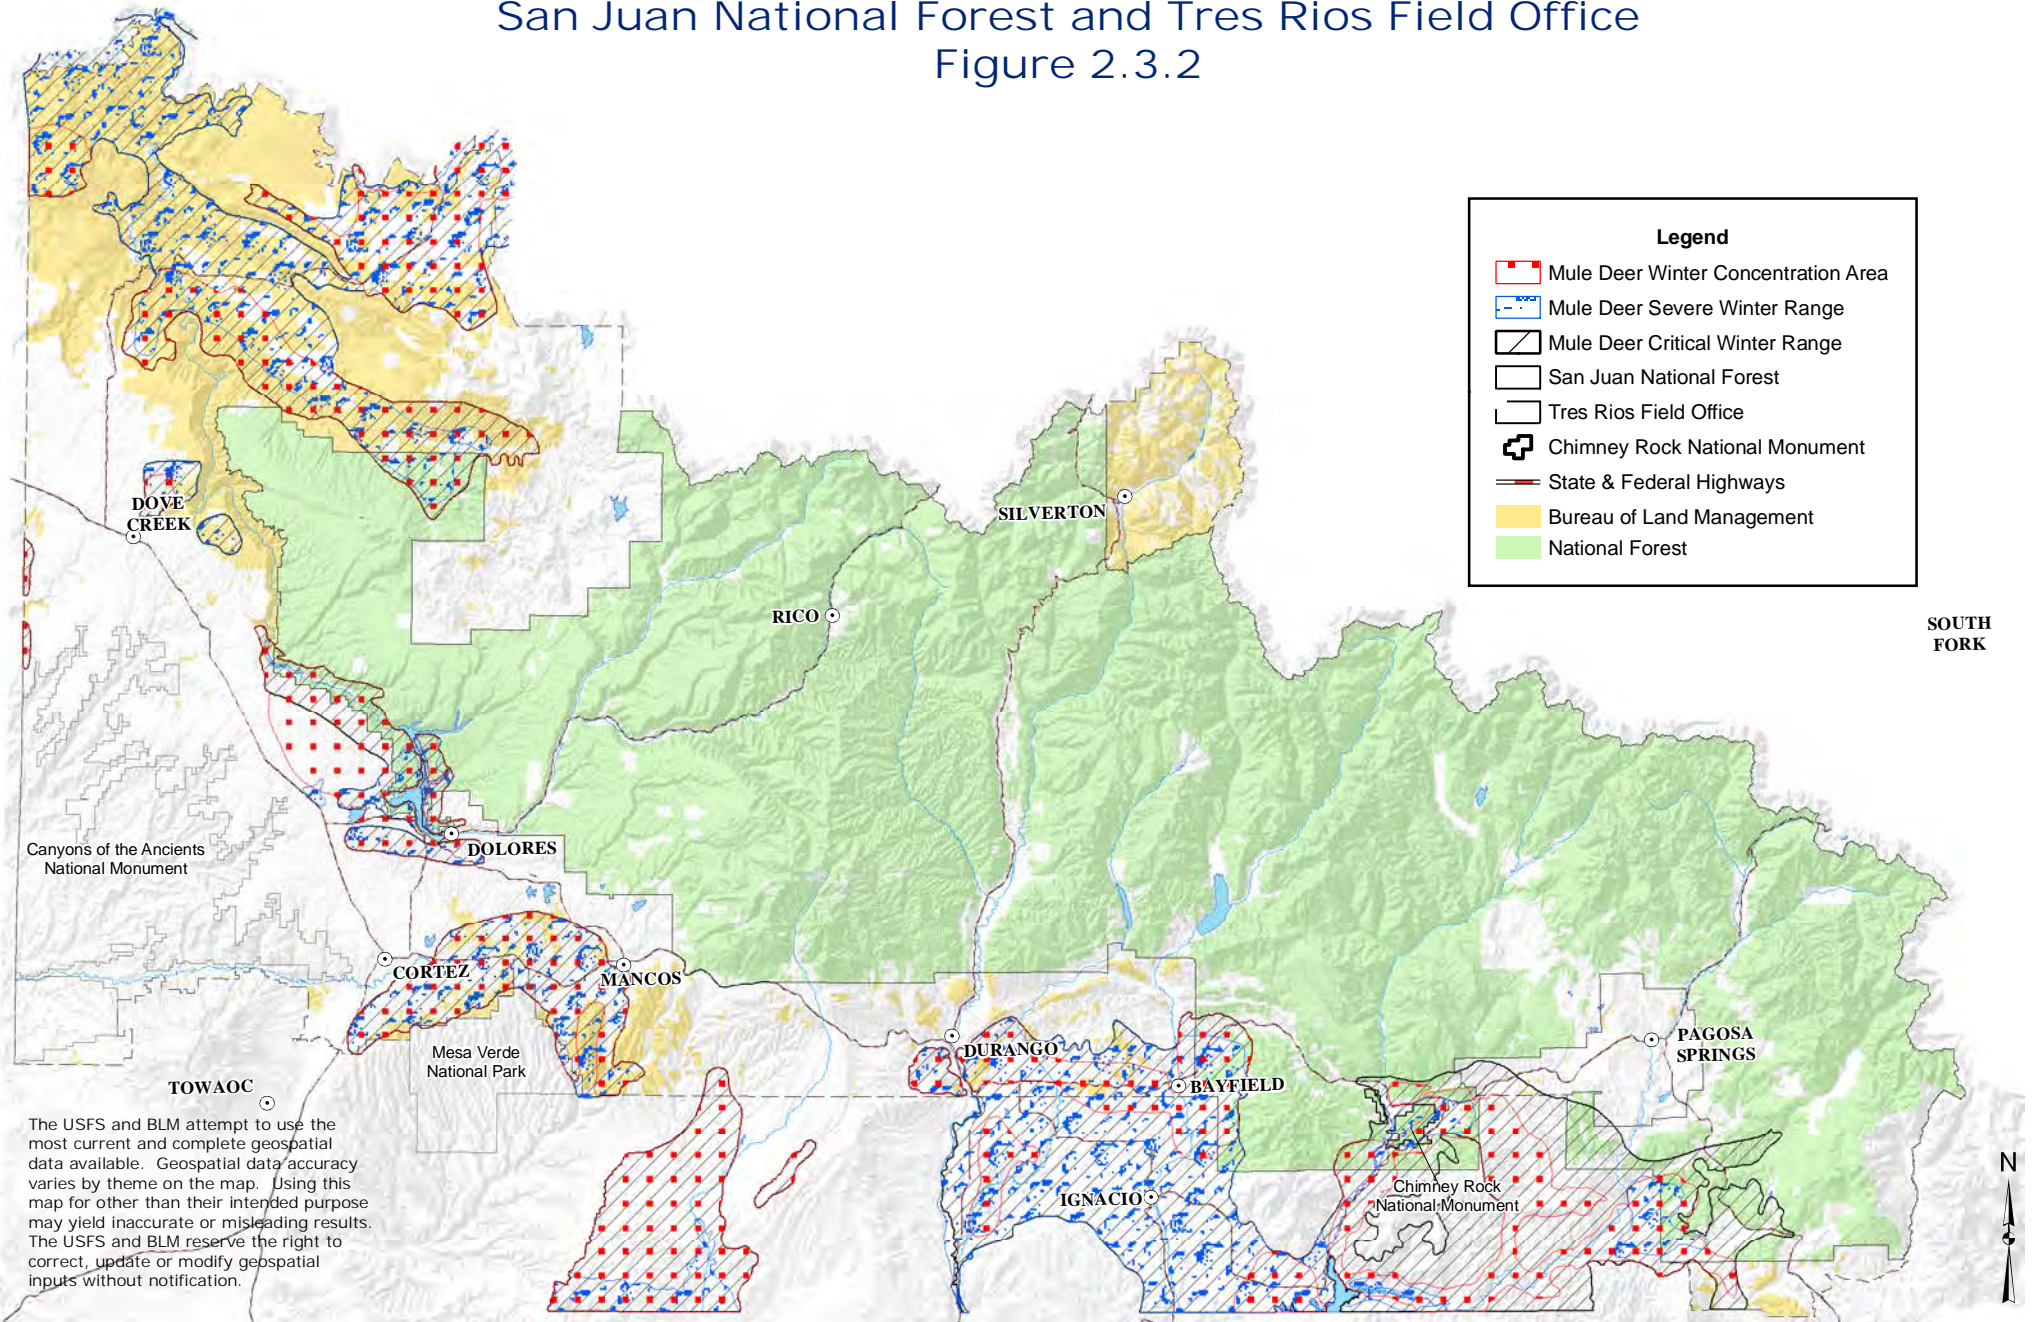 San Juan National Forest and Tres Rios Field Office
Figure 2.3.2
Legend
Mule Deer Winter Concentration Area
Mule Deer Severe Winter Range
Mule Deer Critical Winter Range
San Juan National Forest
Tres Rios Field Office
Chimney Rock National Monument
State & Federal Highways
Bureau of Land Management
National Forest
DOVE
CREEK
SILVERTON
RICO
SOUTH
FORK
DOLORES
Canyons of the Ancients
National Monument
CORTEZ
MANCOS
DURANGO
PAGOSA
SPRINGS
Mesa Verde
National Park
TOWAOC
BAYFIELD
IGNACIO
Chimney Rock
National Monument
N
The USFS and BLM attempt to use the
most current and complete geospatial
data available.  Geospatial data accuracy
varies by theme on the map.  Using this
map for other than their intended purpose
may yield inaccurate or misleading results.
The USFS and BLM reserve the right to
correct, update or modify geospatial
inputs without notification.